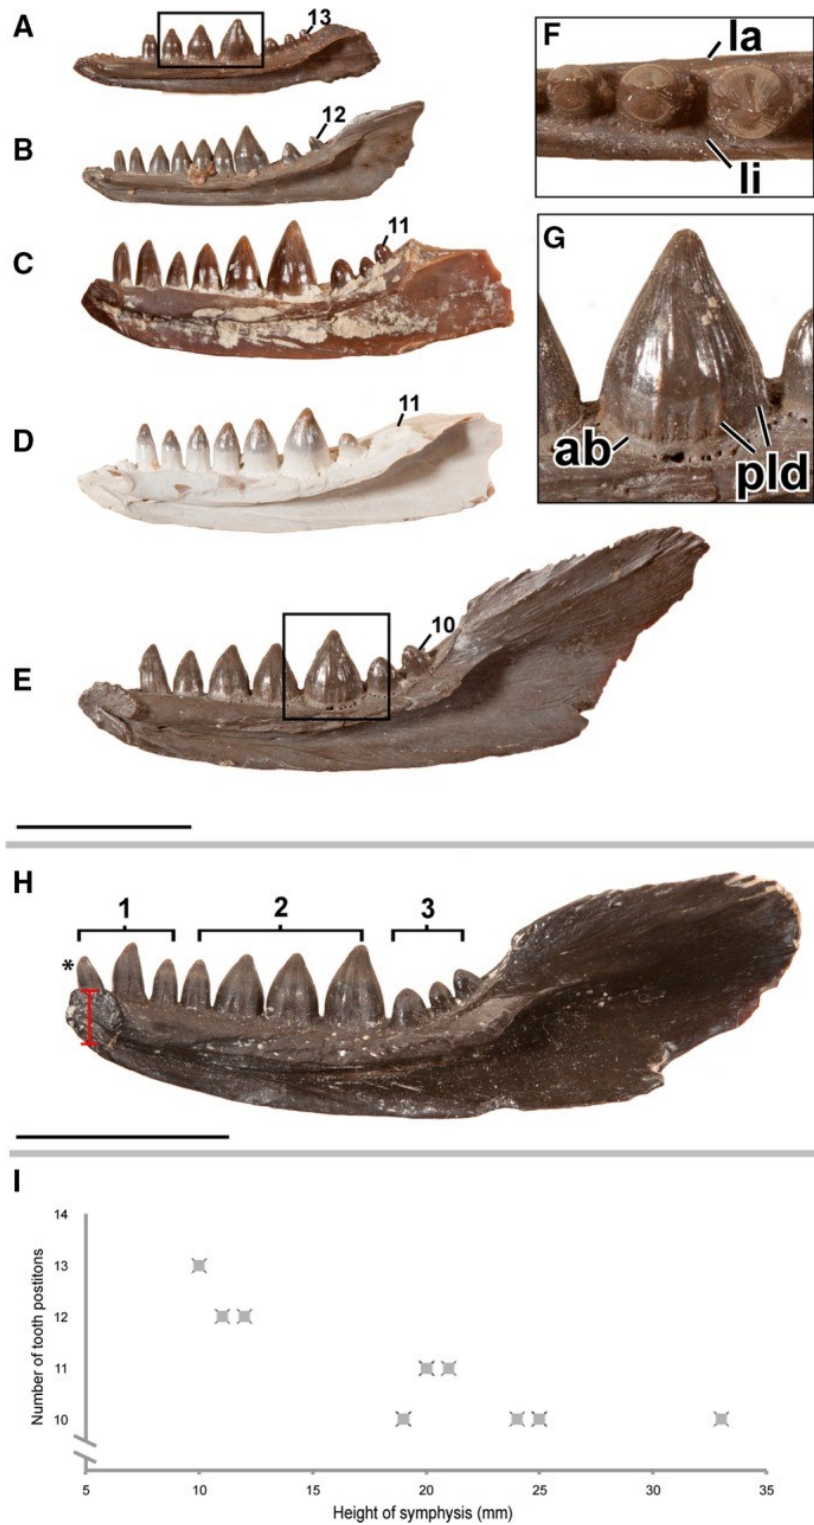 A
13
F
la
li
B
12
C
11
G
ab
pld
D
11
E
10
H
1 2 3
*
I
14
13
12
11
10
Number of tooth postitons
5 10 15 20 25 30 35
Height of symphysis (mm)